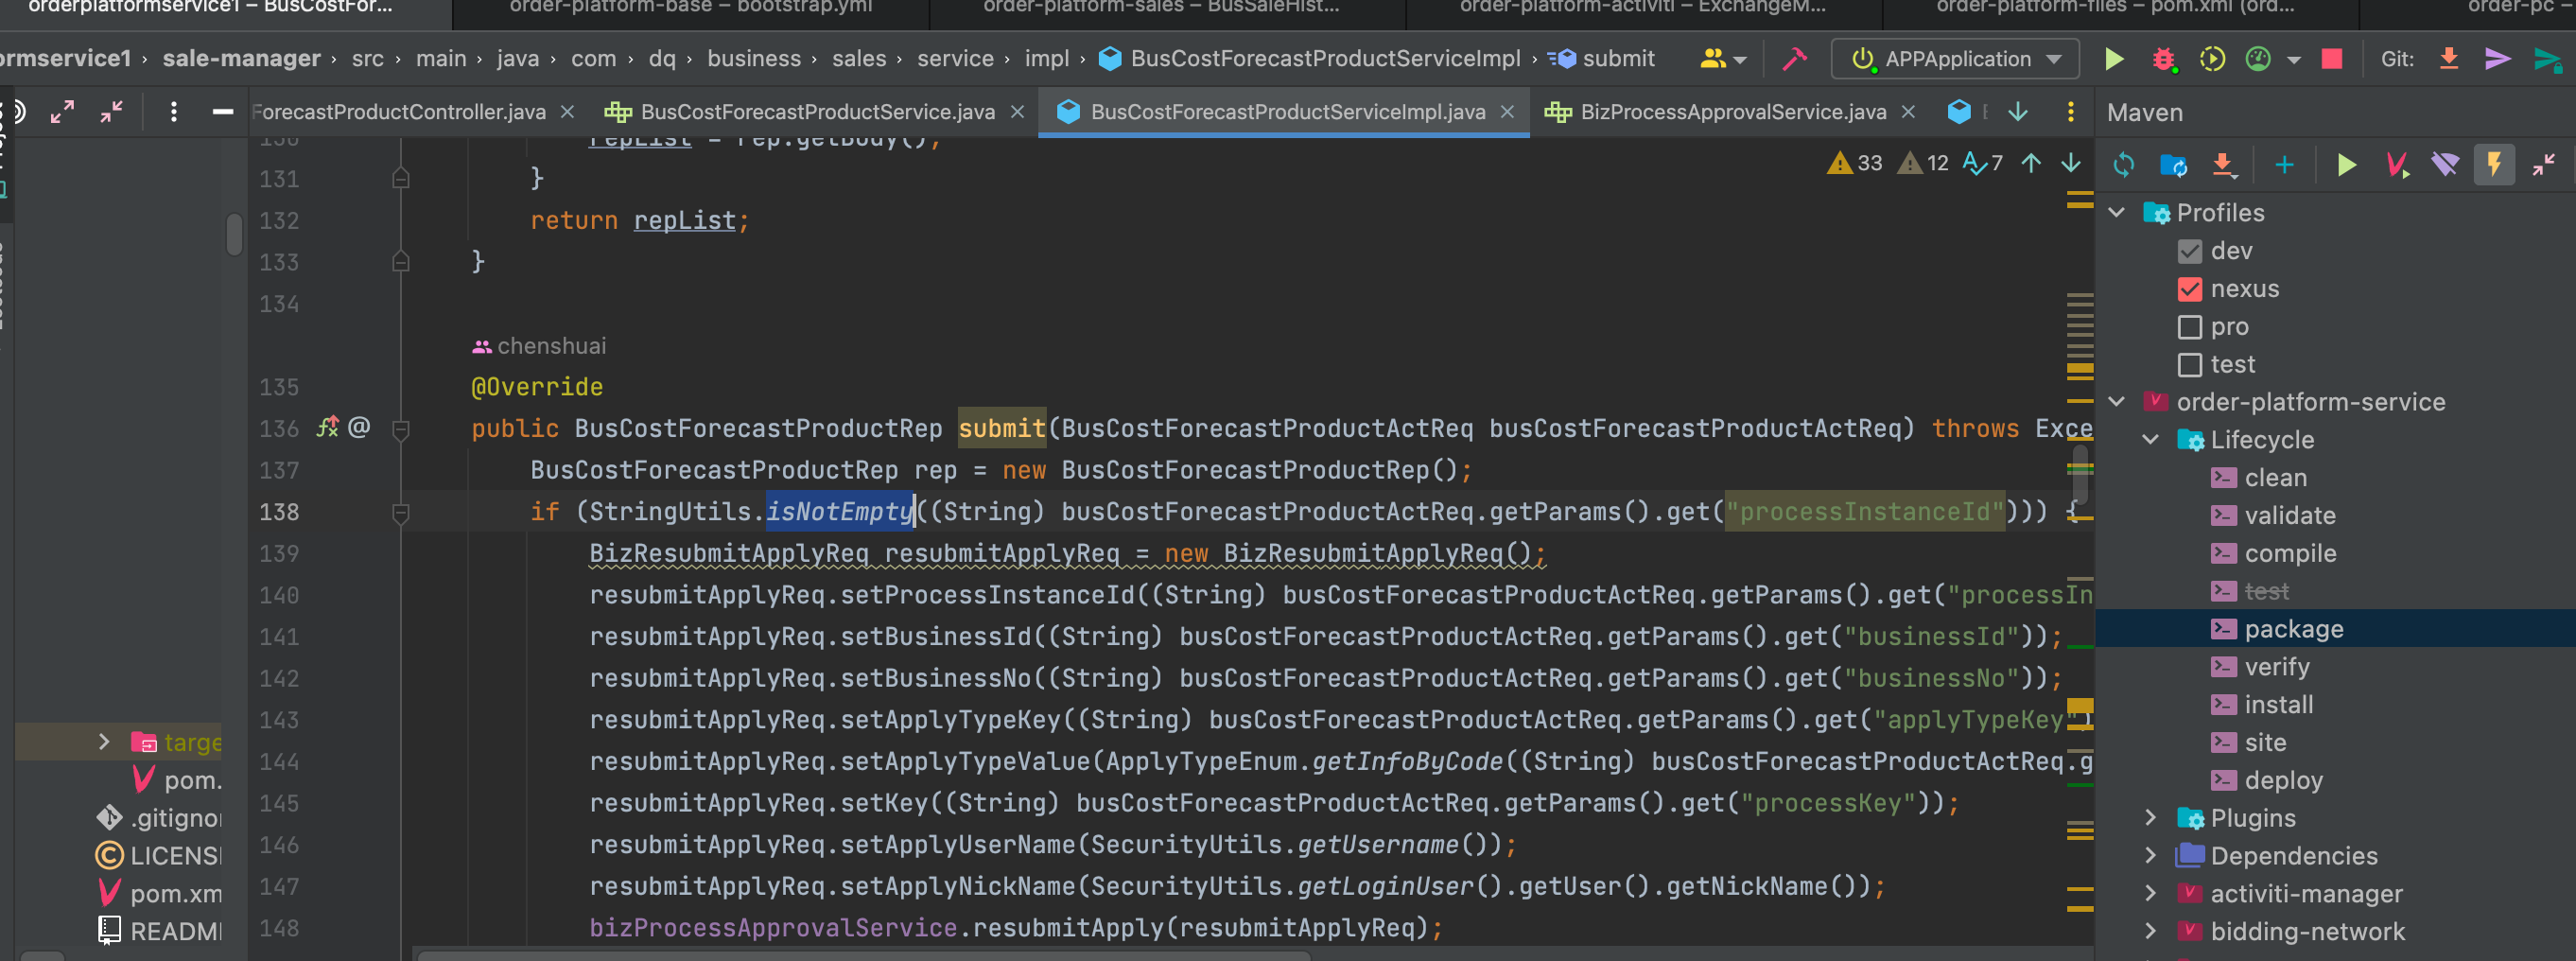 orderplatformservice1 – BusCostFor...
order-platform-base – bootstrap.yml
order-platform-sales – BusSaleHist...
order-platform-activiti – ExchangeM...
order-platform-files – pom.xml (ord...
order-pc –
ormservice1 › sale-manager › src › main › java › com › dq › business › sales › service › impl › BusCostForecastProductServiceImpl › submit
APPApplication
Git:
ForecastProductController.java
BusCostForecastProductService.java
BusCostForecastProductServiceImpl.java
BizProcessApprovalService.java
Maven
33 12 7
130 repList = rep.getBody();
131 }
132 return repList;
133 }
134
chenshuai
135 @Override
136 public BusCostForecastProductRep submit(BusCostForecastProductActReq busCostForecastProductActReq) throws Exce
137 BusCostForecastProductRep rep = new BusCostForecastProductRep();
138 if (StringUtils.isNotEmpty((String) busCostForecastProductActReq.getParams().get("processInstanceId"))) {
139 BizResubmitApplyReq resubmitApplyReq = new BizResubmitApplyReq();
140 resubmitApplyReq.setProcessInstanceId((String) busCostForecastProductActReq.getParams().get("processIn
141 resubmitApplyReq.setBusinessId((String) busCostForecastProductActReq.getParams().get("businessId"));
142 resubmitApplyReq.setBusinessNo((String) busCostForecastProductActReq.getParams().get("businessNo"));
143 resubmitApplyReq.setApplyTypeKey((String) busCostForecastProductActReq.getParams().get("applyTypeKey")
144 resubmitApplyReq.setApplyTypeValue(ApplyTypeEnum.getInfoByCode((String) busCostForecastProductActReq.g
145 resubmitApplyReq.setKey((String) busCostForecastProductActReq.getParams().get("processKey"));
146 resubmitApplyReq.setApplyUserName(SecurityUtils.getUsername());
147 resubmitApplyReq.setApplyNickName(SecurityUtils.getLoginUser().getUser().getNickName());
148 bizProcessApprovalService.resubmitApply(resubmitApplyReq);
targe
pom.
.gitignor
LICENS
pom.xm
README
Profiles
dev
nexus
pro
test
order-platform-service
Lifecycle
clean
validate
compile
test
package
verify
install
site
deploy
Plugins
Dependencies
activiti-manager
bidding-network